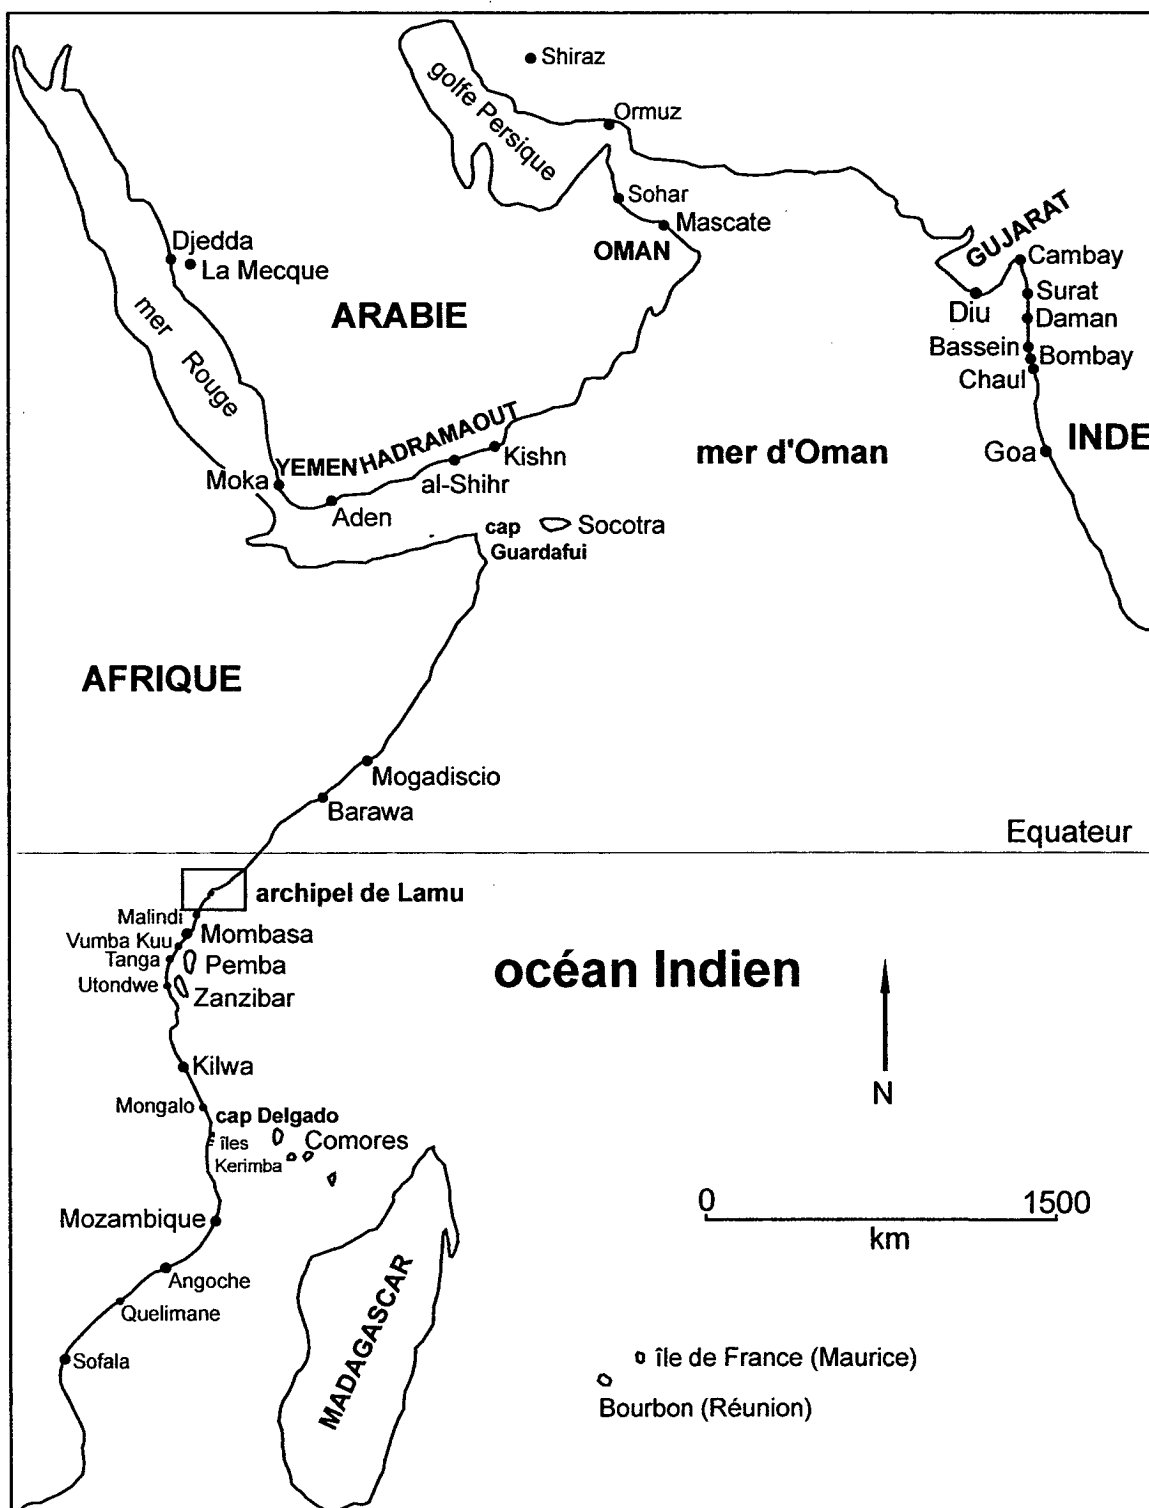 Shiraz
golfe Persique
Ormuz
Sohar
Mascate
OMAN
GUJARAT
Cambay
Djedda
La Mecque
Surat
Diu
Daman
ARABIE
mer Rouge
Bassein
Bombay
Chaul
HADRAMAOUT
INDE
YEMEN
Kishn
mer d'Oman
Goa
Moka
al-Shihr
Aden
cap
Guardafui
Socotra
AFRIQUE
Mogadiscio
Barawa
Equateur
archipel de Lamu
Malindi
Mombasa
Vumba Kuu
Tanga
Pemba
océan Indien
Utondwe
Zanzibar
Kilwa
N
Mongalo
cap Delgado
îles
Kerimba
Comores
Mozambique
0
1500
km
Angoche
Quelimane
MADAGASCAR
Sofala
île de France (Maurice)
Bourbon (Réunion)